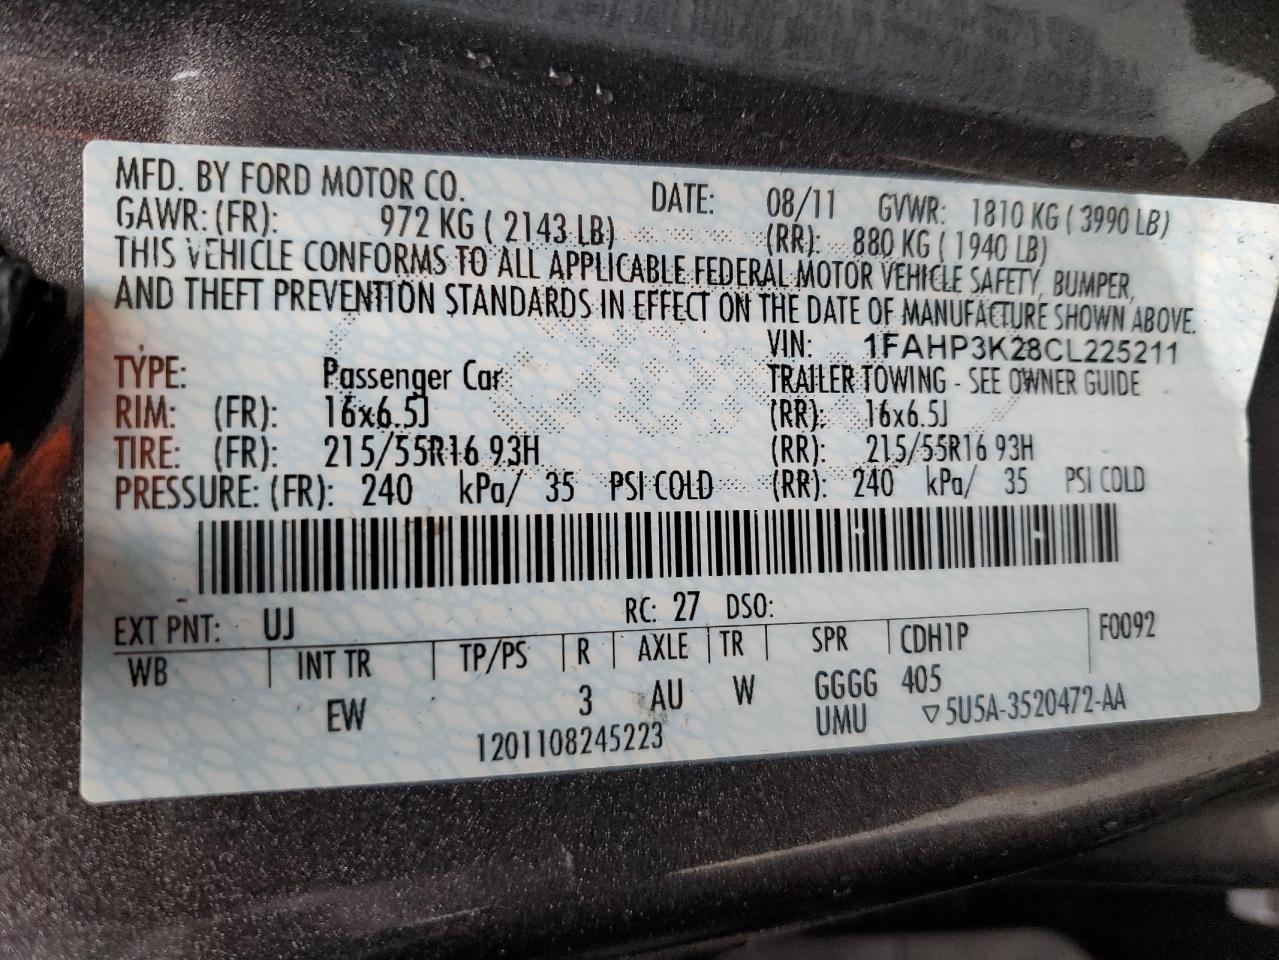 MFD. BY FORD MOTOR CO. DATE: 08/11 GVWR: 1810 KG ( 3990 LB)
GAWR: (FR): 972 KG ( 2143 LB) (RR): 880 KG ( 1940 LB)
THIS VEHICLE CONFORMS TO ALL APPLICABLE FEDERAL MOTOR VEHICLE SAFETY, BUMPER,
AND THEFT PREVENTION STANDARDS IN EFFECT ON THE DATE OF MANUFACTURE SHOWN ABOVE.
VIN: 1FAHP3K28CL225211
TYPE: Passenger Car TRAILER TOWING - SEE OWNER GUIDE
RIM: (FR): 16x6.5J (RR): 16x6.5J
TIRE: (FR): 215/55R16 93H (RR): 215/55R16 93H
PRESSURE: (FR): 240 kPa/ 35 PSI COLD (RR): 240 kPa/ 35 PSI COLD
EXT PNT: UJ RC: 27 DSO:
WB INT TR TP/PS R AXLE TR SPR CDH1P F0092
EW 3 AU W GGGG 405
UMU ▽5U5A-3520472-AA
1201108245223